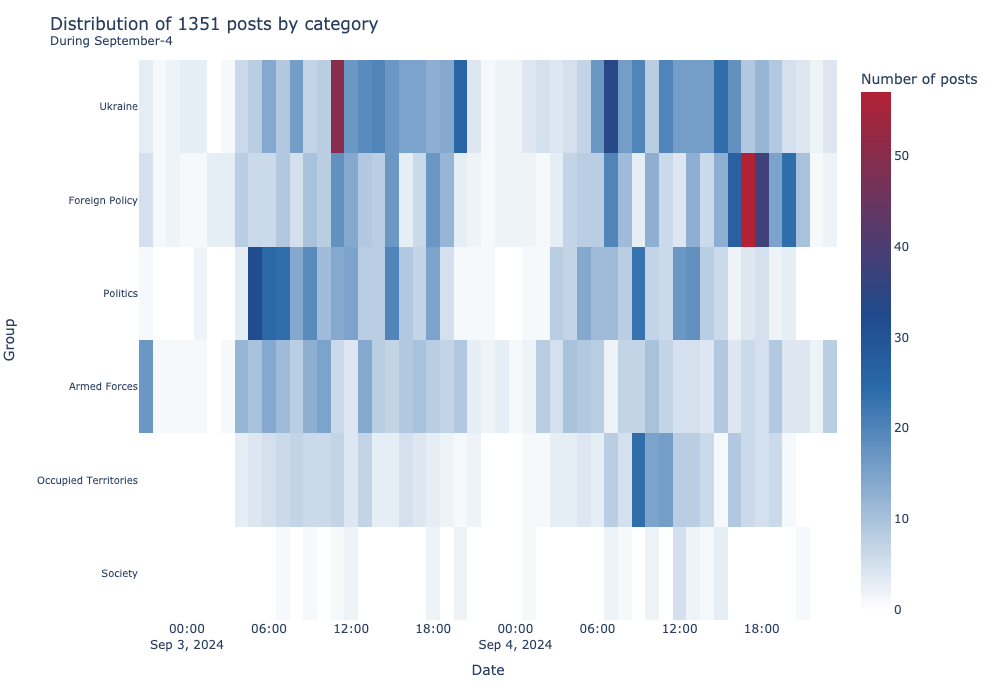 Distribution of 1351 posts by category
During September-4
Number of posts
Ukraine
Foreign Policy
Politics
Armed Forces
Occupied Territories
Society
Group
50
40
30
20
10
0
00:00 06:00 12:00 18:00 00:00 06:00 12:00 18:00
Sep 3, 2024 Sep 4, 2024
Date